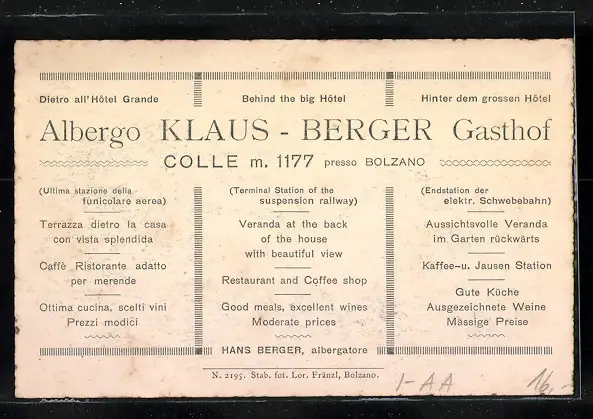 Dietro all'Hôtel Grande
Behind the big Hôtel
Hinter dem grossen Hôtel
Albergo KLAUS - BERGER Gasthof
COLLE m. 1177 presso BOLZANO
(Ultima stazione della
funicolare aerea)
Terrazza dietro la casa
con vista splendida
Caffè Ristorante adatto
per merende
Ottima cucina, scelti vini
Prezzi modici
(Terminal Station of the
suspension railway)
Veranda at the back
of the house
with beautiful view
Restaurant and Coffee shop
Good meals, excellent wines
Moderate prices
(Endstation der
elektr. Schwebebahn)
Aussichtsvolle Veranda
im Garten rückwärts
Kaffee-u. Jausen Station
Gute Küche
Ausgezeichnete Weine
Mässige Preise
HANS BERGER, albergatore
N. 2195. Stab. fot. Lor. Fränzl, Bolzano.
1-AA
16,-